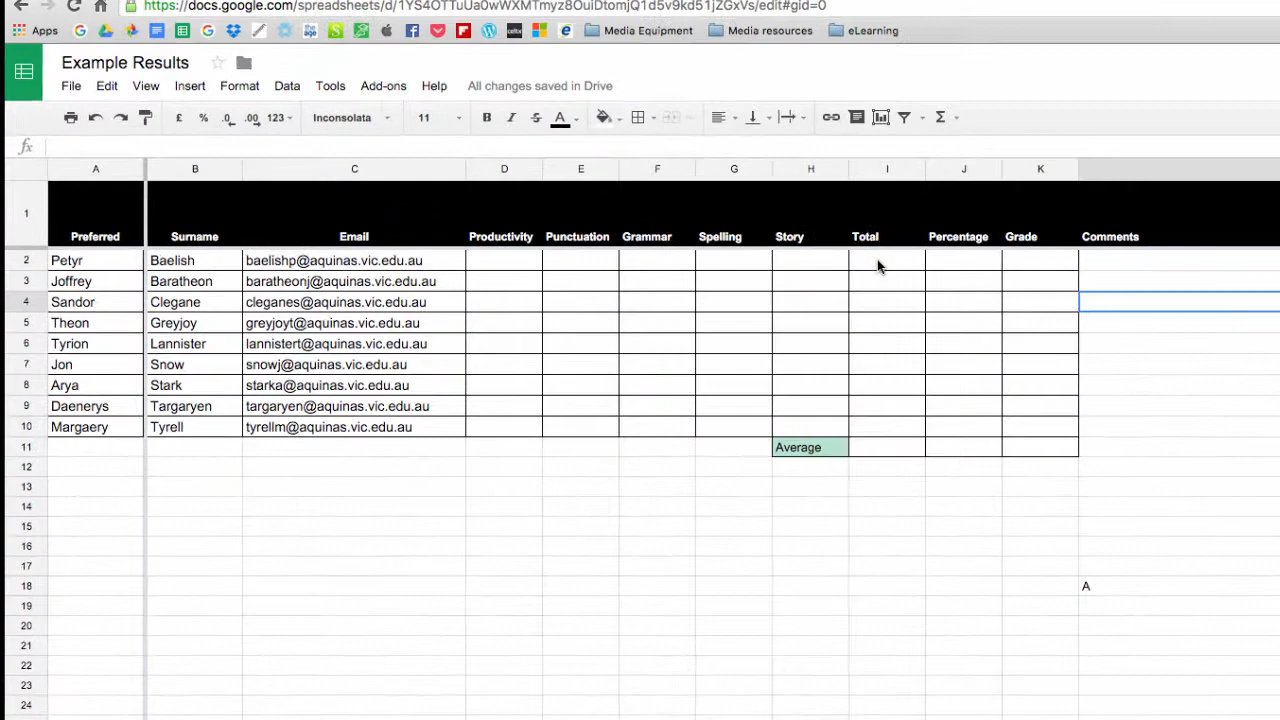 https://docs.google.com/spreadsheets/d/1YS4OTTuUa0wWXMTmyz8OuiDtomjQ1d5v9kd51jZGxVs/edit#gid=0
Apps Media Equipment Media resources eLearning
Example Results
File Edit View Insert Format Data Tools Add-ons Help All changes saved in Drive
£ % .0 .00 123 Inconsolata 11 B I S A Σ
fx
A B C D E F G H I J K
1 Preferred Surname Email Productivity Punctuation Grammar Spelling Story Total Percentage Grade Comments
2 Petyr Baelish baelishp@aquinas.vic.edu.au
3 Joffrey Baratheon baratheonj@aquinas.vic.edu.au
4 Sandor Clegane cleganes@aquinas.vic.edu.au
5 Theon Greyjoy greyjoyt@aquinas.vic.edu.au
6 Tyrion Lannister lannistert@aquinas.vic.edu.au
7 Jon Snow snowj@aquinas.vic.edu.au
8 Arya Stark starka@aquinas.vic.edu.au
9 Daenerys Targaryen targaryen@aquinas.vic.edu.au
10 Margaery Tyrell tyrellm@aquinas.vic.edu.au
11 Average
12
13
14
15
16
17
18 A
19
20
21
22
23
24